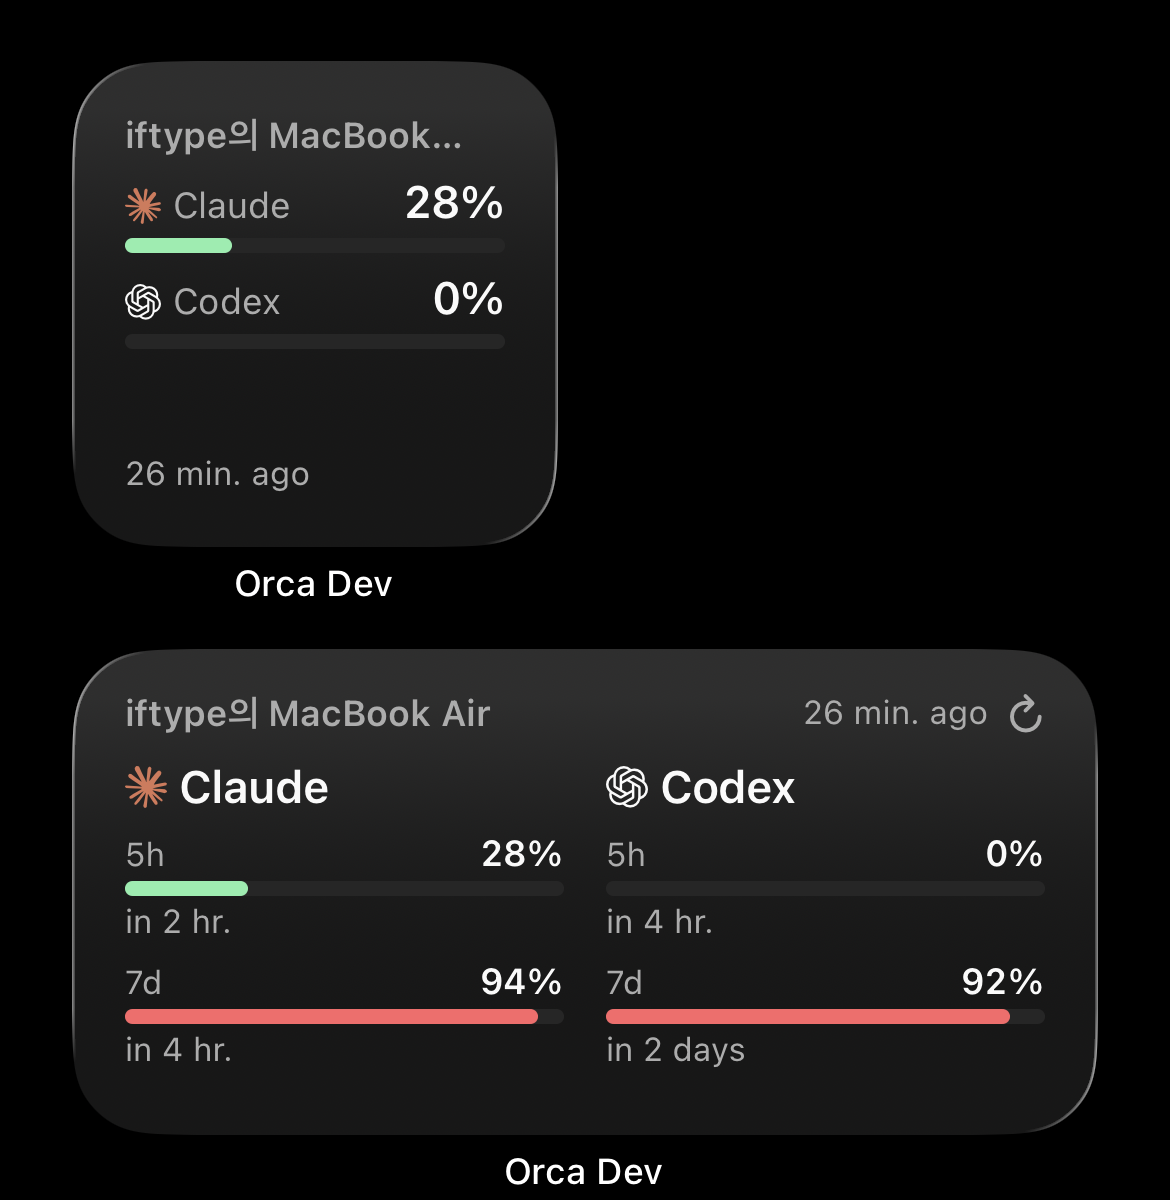 iftype의 MacBook...
Claude 28%
Codex 0%
26 min. ago
Orca Dev
iftype의 MacBook Air 26 min. ago
Claude Codex
5h 28% 5h 0%
in 2 hr. in 4 hr.
7d 94% 7d 92%
in 4 hr. in 2 days
Orca Dev